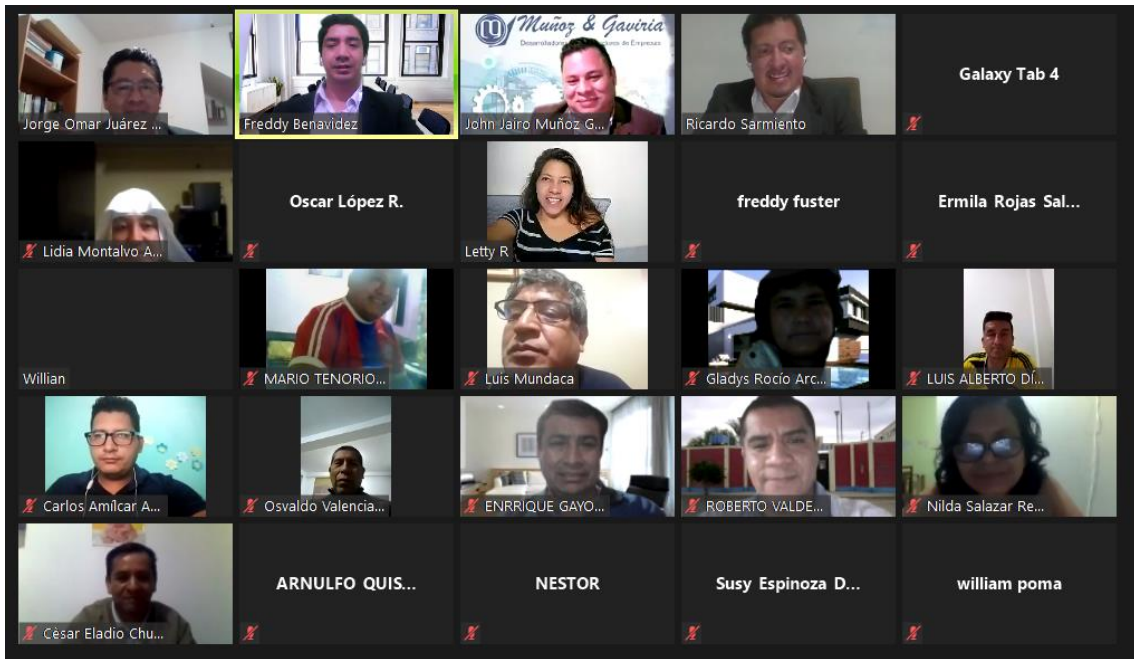 Muñoz & Gaviria
Jorge Omar Juárez ...
Freddy Benavidez
John Jairo Muñoz G...
Ricardo Sarmiento
Galaxy Tab 4
Lidia Montalvo A...
Oscar López R.
Letty R
freddy fuster
Ermila Rojas Sal...
Willian
MARIO TENORIO...
Luis Mundaca
Gladys Rocío Arc...
LUIS ALBERTO DÍ...
Carlos Amílcar A...
Osvaldo Valencia...
ENRRIQUE GAYO...
ROBERTO VALDE...
Nilda Salazar Re...
Cèsar Eladio Chu...
ARNULFO QUIS...
NESTOR
Susy Espinoza D...
william poma